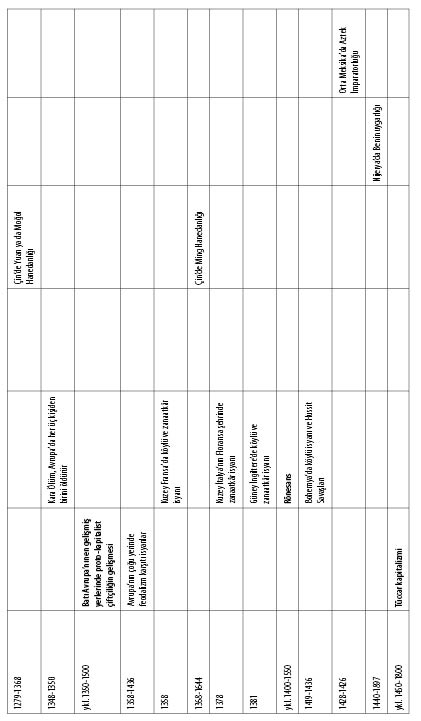 1279-1368
Çin'de Yuan ya da Moğol
Hanedanlığı
1348-1350
Kara Ölüm, Avrupa'da her üç kişiden
birini öldürür
ykl. 1350-1500
Batı Avrupa'nın en gelişmiş
yerlerinde proto-kapitalist
çiftçiliğin gelişmesi
1358-1436
Avrupa'nın çoğu yerinde
feodalizm karşıtı isyanlar
1358
Kuzey Fransa'da köylü ve zanaatkâr
isyanı
1368-1644
Çin'de Ming Hanedanlığı
1378
Kuzey İtalya'nın Floransa şehrinde
zanaatkâr isyanı
1381
Güney İngiltere'de köylü ve
zanaatkâr isyanı
ykl. 1400-1550
Rönesans
1419-1436
Bohemya'da köylü isyanı ve Hussit
Savaşları
1428-1426
Orta Meksika'da Aztek
İmparatorluğu
1440-1897
Nijerya'da Benin uygarlığı
ykl. 1450-1800
Tüccar kapitalizmi